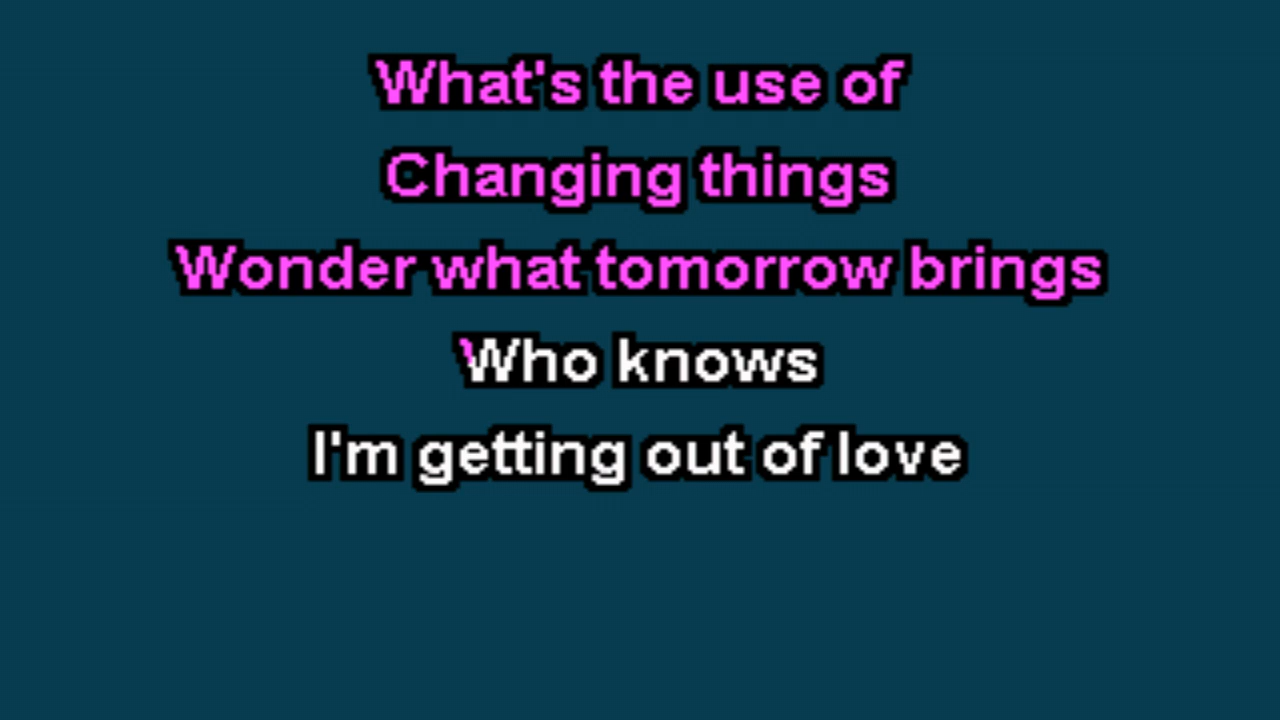 What's the use of
Changing things
Wonder what tomorrow brings
Who knows
I'm getting out of love